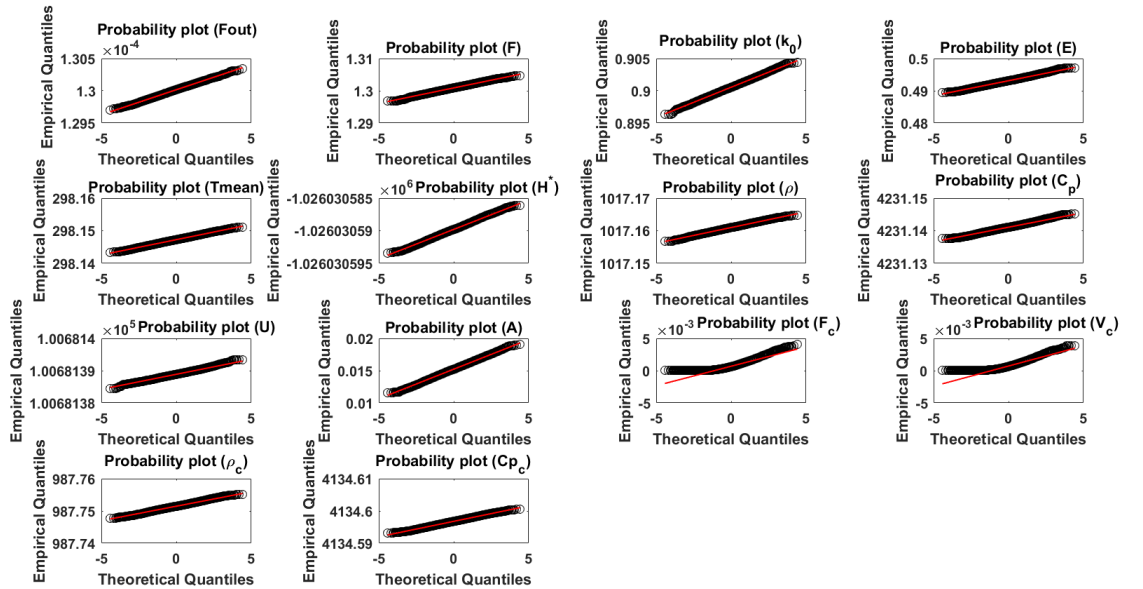 Probability plot (Fout)
×10⁻⁴
Empirical Quantiles
1.305
1.3
1.295
-5 0 5
Theoretical Quantiles
Probability plot (F)
Empirical Quantiles
1.31
1.3
1.29
-5 0 5
Theoretical Quantiles
Probability plot (k₀)
Empirical Quantiles
0.905
0.9
0.895
-5 0 5
Theoretical Quantiles
Probability plot (E)
Empirical Quantiles
0.5
0.49
0.48
-5 0 5
Theoretical Quantiles
Probability plot (Tmean)
Empirical Quantiles
298.16
298.15
298.14
-5 0 5
Theoretical Quantiles
×10⁶ Probability plot (H*)
Empirical Quantiles
-1.026030585
-1.02603059
-1.026030595
-5 0 5
Theoretical Quantiles
Probability plot (ρ)
Empirical Quantiles
1017.17
1017.16
1017.15
-5 0 5
Theoretical Quantiles
Probability plot (Cₚ)
Empirical Quantiles
4231.15
4231.14
4231.13
-5 0 5
Theoretical Quantiles
×10⁵ Probability plot (U)
Empirical Quantiles
1.006814
1.0068139
1.0068138
-5 0 5
Theoretical Quantiles
Probability plot (A)
Empirical Quantiles
0.02
0.015
0.01
-5 0 5
Theoretical Quantiles
×10⁻³ Probability plot (F_c)
Empirical Quantiles
5
0
-5
-5 0 5
Theoretical Quantiles
×10⁻³ Probability plot (V_c)
Empirical Quantiles
5
0
-5
-5 0 5
Theoretical Quantiles
Probability plot (ρ_c)
Empirical Quantiles
987.76
987.75
987.74
-5 0 5
Theoretical Quantiles
Probability plot (Cp_c)
Empirical Quantiles
4134.61
4134.6
4134.59
-5 0 5
Theoretical Quantiles